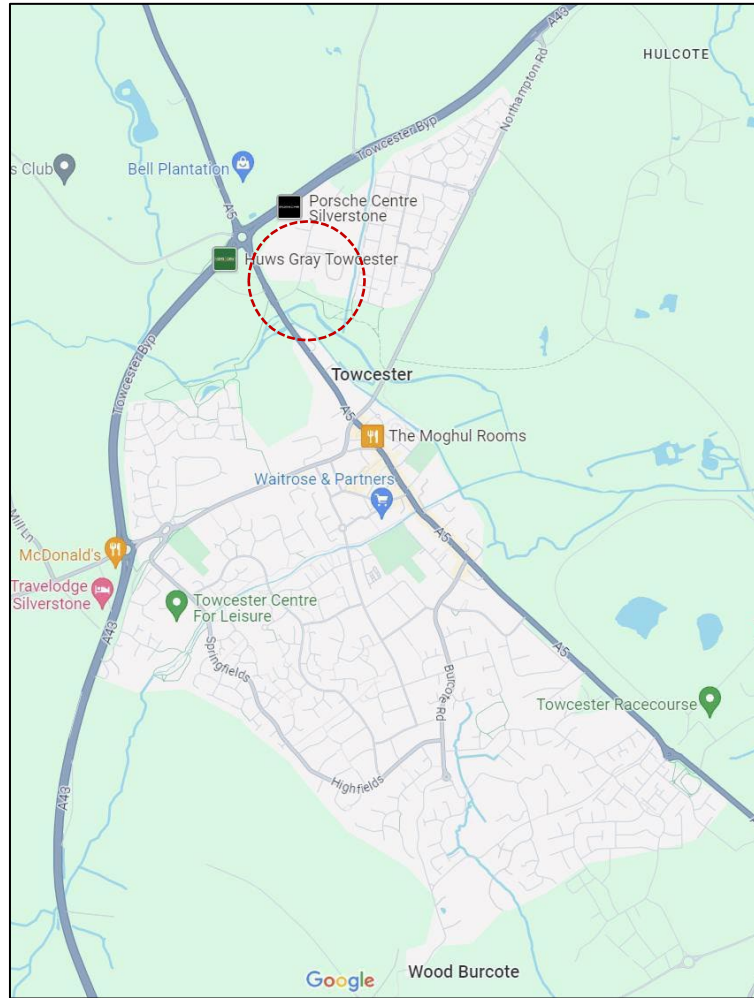 A43
HULCOTE
Northampton Rd
Towcester Byp
s Club
Bell Plantation
A5
Porsche Centre
Silverstone
Huws Gray Towcester
Towcester Byp
Towcester
A5
The Moghul Rooms
Waitrose & Partners
Mill Ln
A5
McDonald's
Travelodge
Silverstone
Towcester Centre
For Leisure
A43
Springfields
Burcote Rd
A5
Towcester Racecourse
Highfields
A43
Wood Burcote
Google